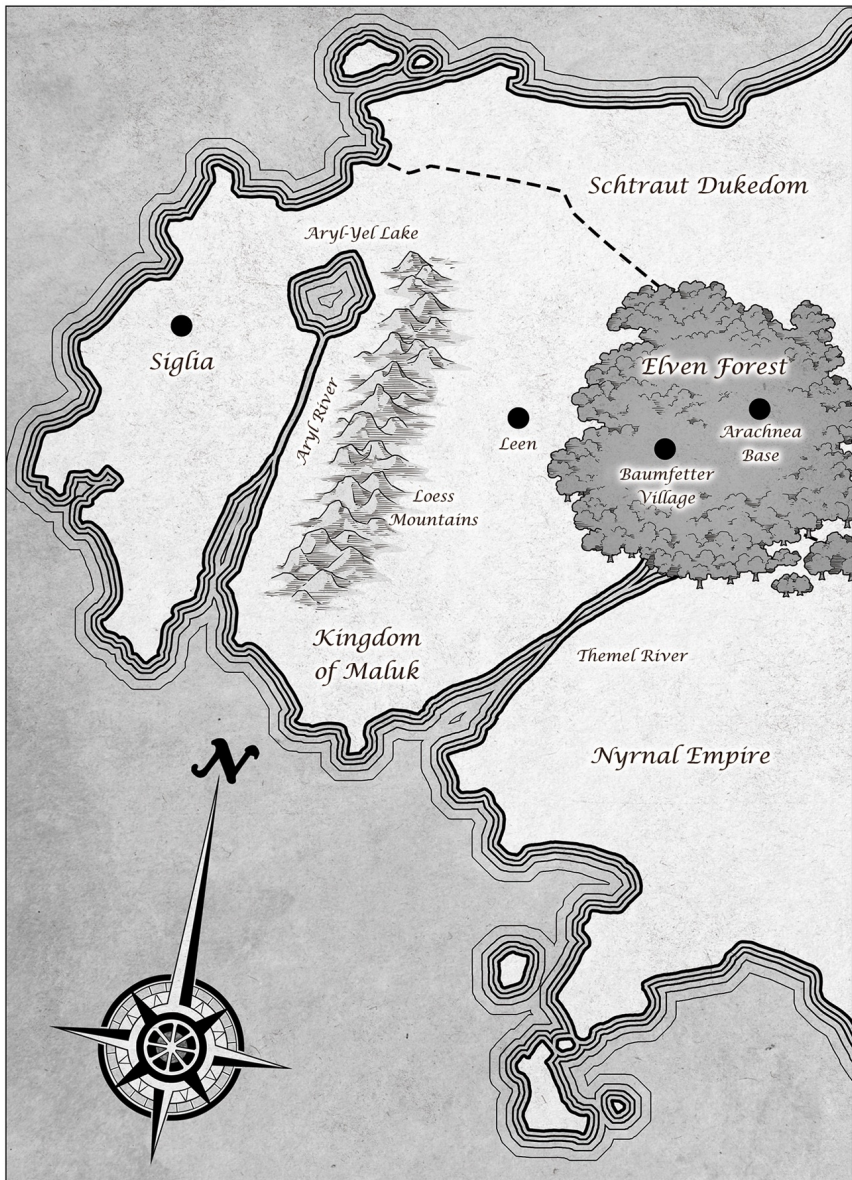 Schtraut Dukedom
Aryl-Yel Lake
Siglia
Elven Forest
Aryl River
Leen
Arachnea
Base
Baumfetter
Village
Loess
Mountains
Kingdom
of Maluk
Themel River
Nyrnal Empire
N